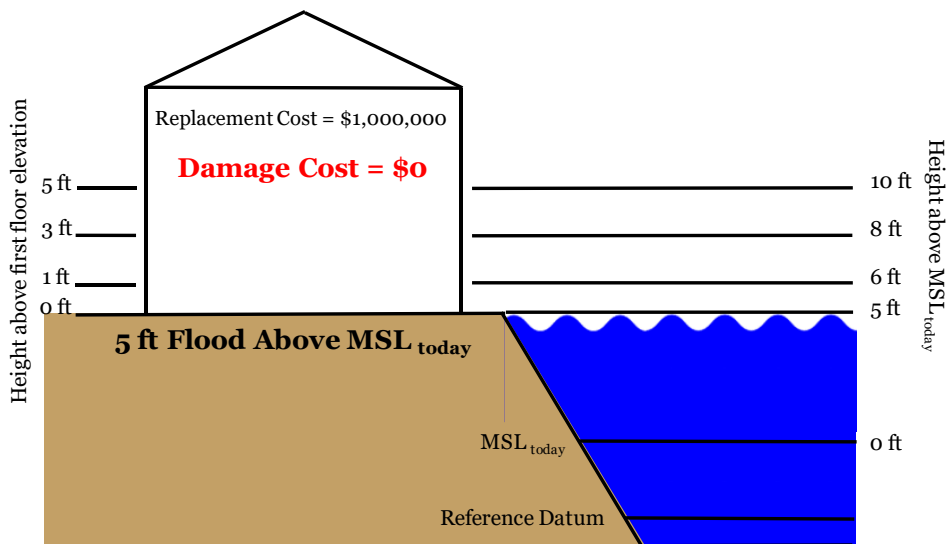 Replacement Cost = $1,000,000
Damage Cost = $0
Height above first floor elevation
5 ft
3 ft
1 ft
0 ft
10 ft
8 ft
6 ft
5 ft
0 ft
Height above MSL today
5 ft Flood Above MSL today
MSL today
Reference Datum